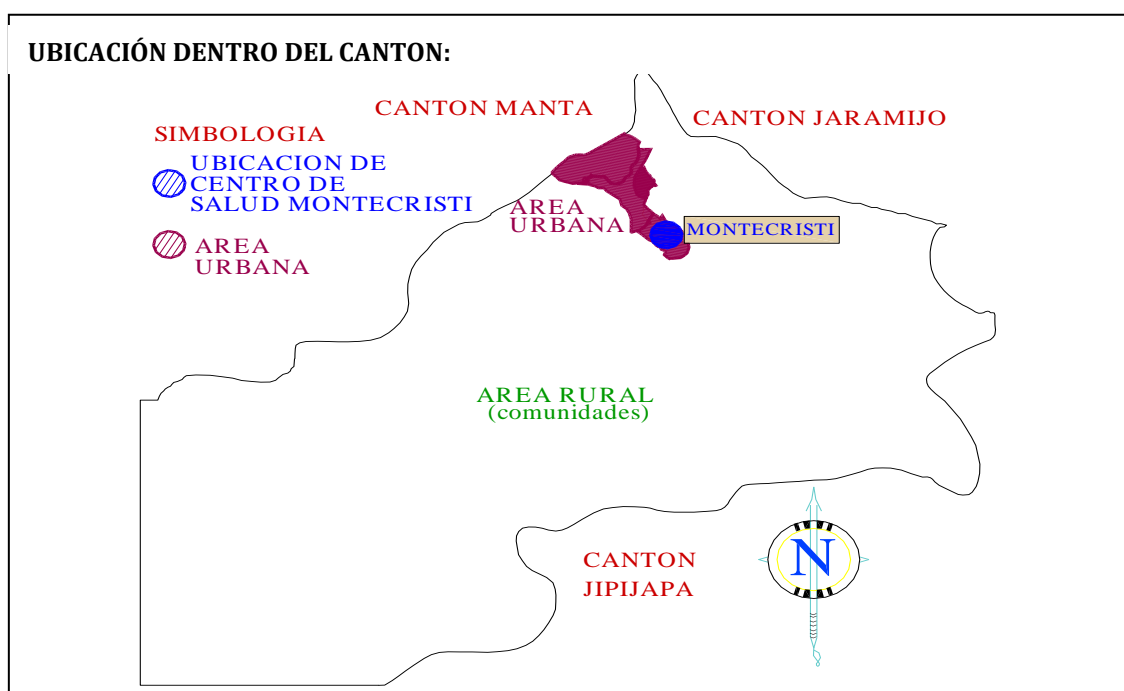 UBICACIÓN DENTRO DEL CANTON:
CANTON MANTA
CANTON JARAMIJO
SIMBOLOGIA
UBICACION DE
CENTRO DE
SALUD MONTECRISTI
AREA
URBANA
AREA
URBANA
MONTECRISTI
AREA RURAL
(comunidades)
CANTON
JIPIJAPA
N